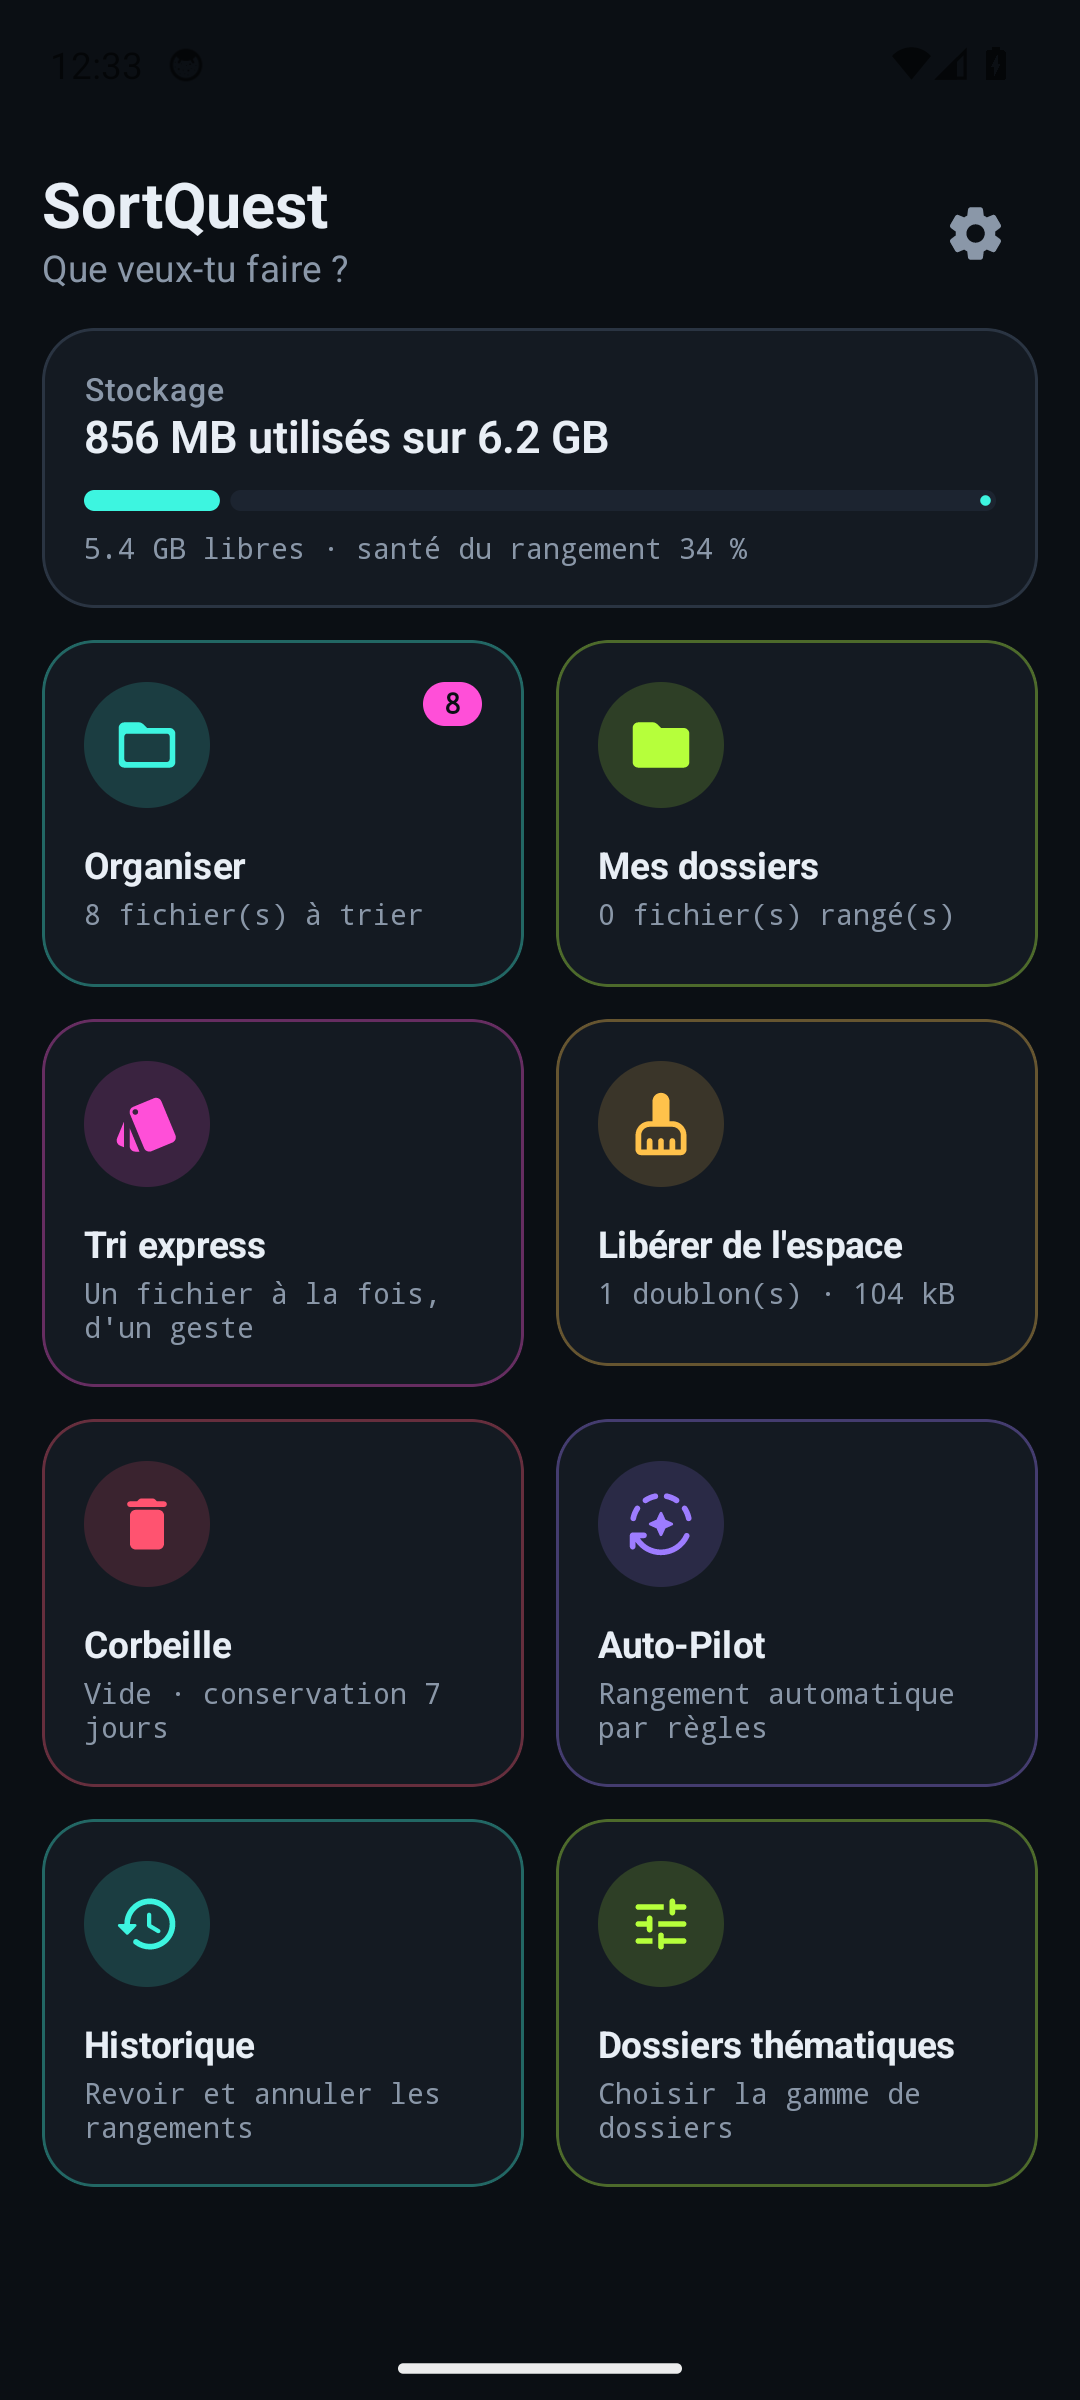 12:33
SortQuest
Que veux-tu faire ?
Stockage
856 MB utilisés sur 6.2 GB
5.4 GB libres · santé du rangement 34 %
8
Organiser
8 fichier(s) à trier
Mes dossiers
0 fichier(s) rangé(s)
Tri express
Un fichier à la fois,
d'un geste
Libérer de l'espace
1 doublon(s) · 104 kB
Corbeille
Vide · conservation 7
jours
Auto-Pilot
Rangement automatique
par règles
Historique
Revoir et annuler les
rangements
Dossiers thématiques
Choisir la gamme de
dossiers